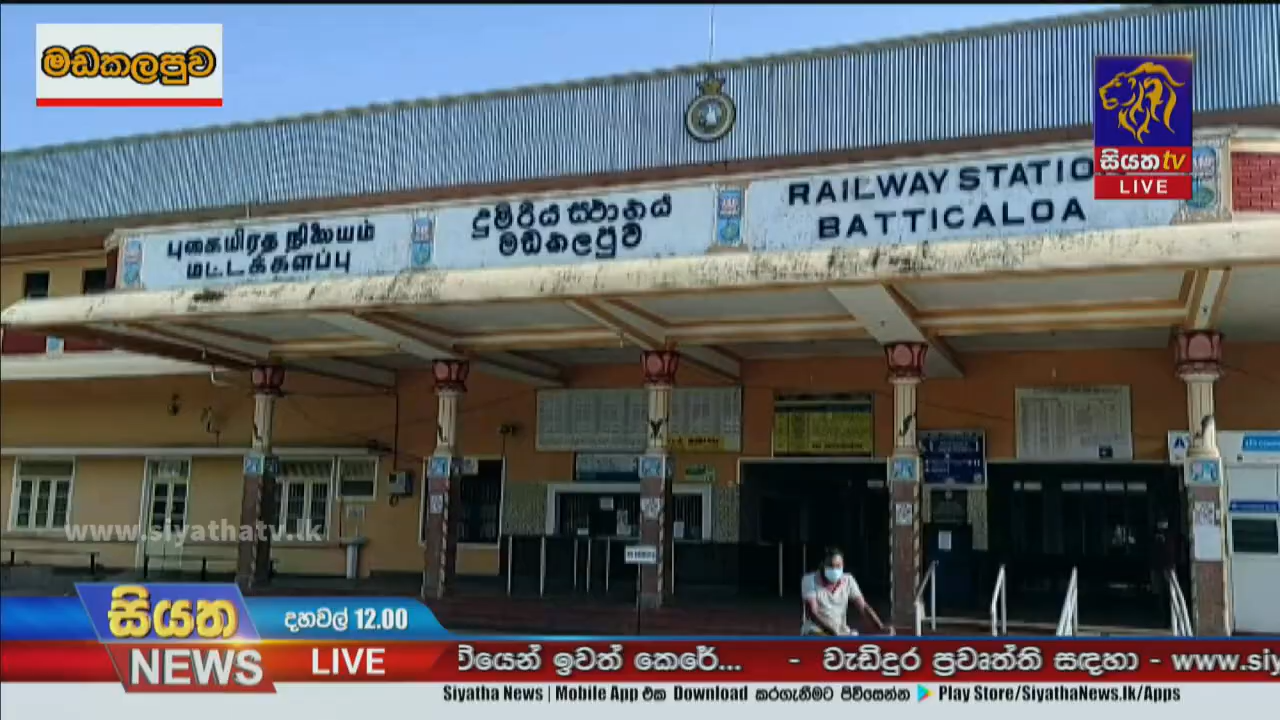 මඩකලපුව
සියත tv
LIVE
புகையிரத நிலையம்
மட்டக்களப்பு
දුම්රිය ස්ථානය
මඩකලපුව
RAILWAY STATIO
BATTICALOA
www.siyathatv.lk
සියත
NEWS
දහවල් 12.00
LIVE
වියෙන් ඉවත් කෙරේ... - වැඩිදුර ප්‍රවෘත්ති සඳහා - www.siy
Siyatha News | Mobile App එක Download කරගැනීමට පිවිසෙන්න Play Store/SiyathaNews.lk/Apps